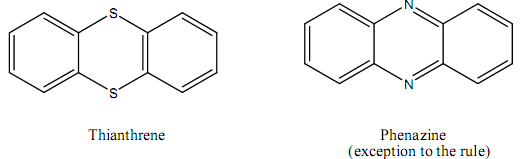 S
N
S
N
Thianthrene
Phenazine
(exception to the rule)